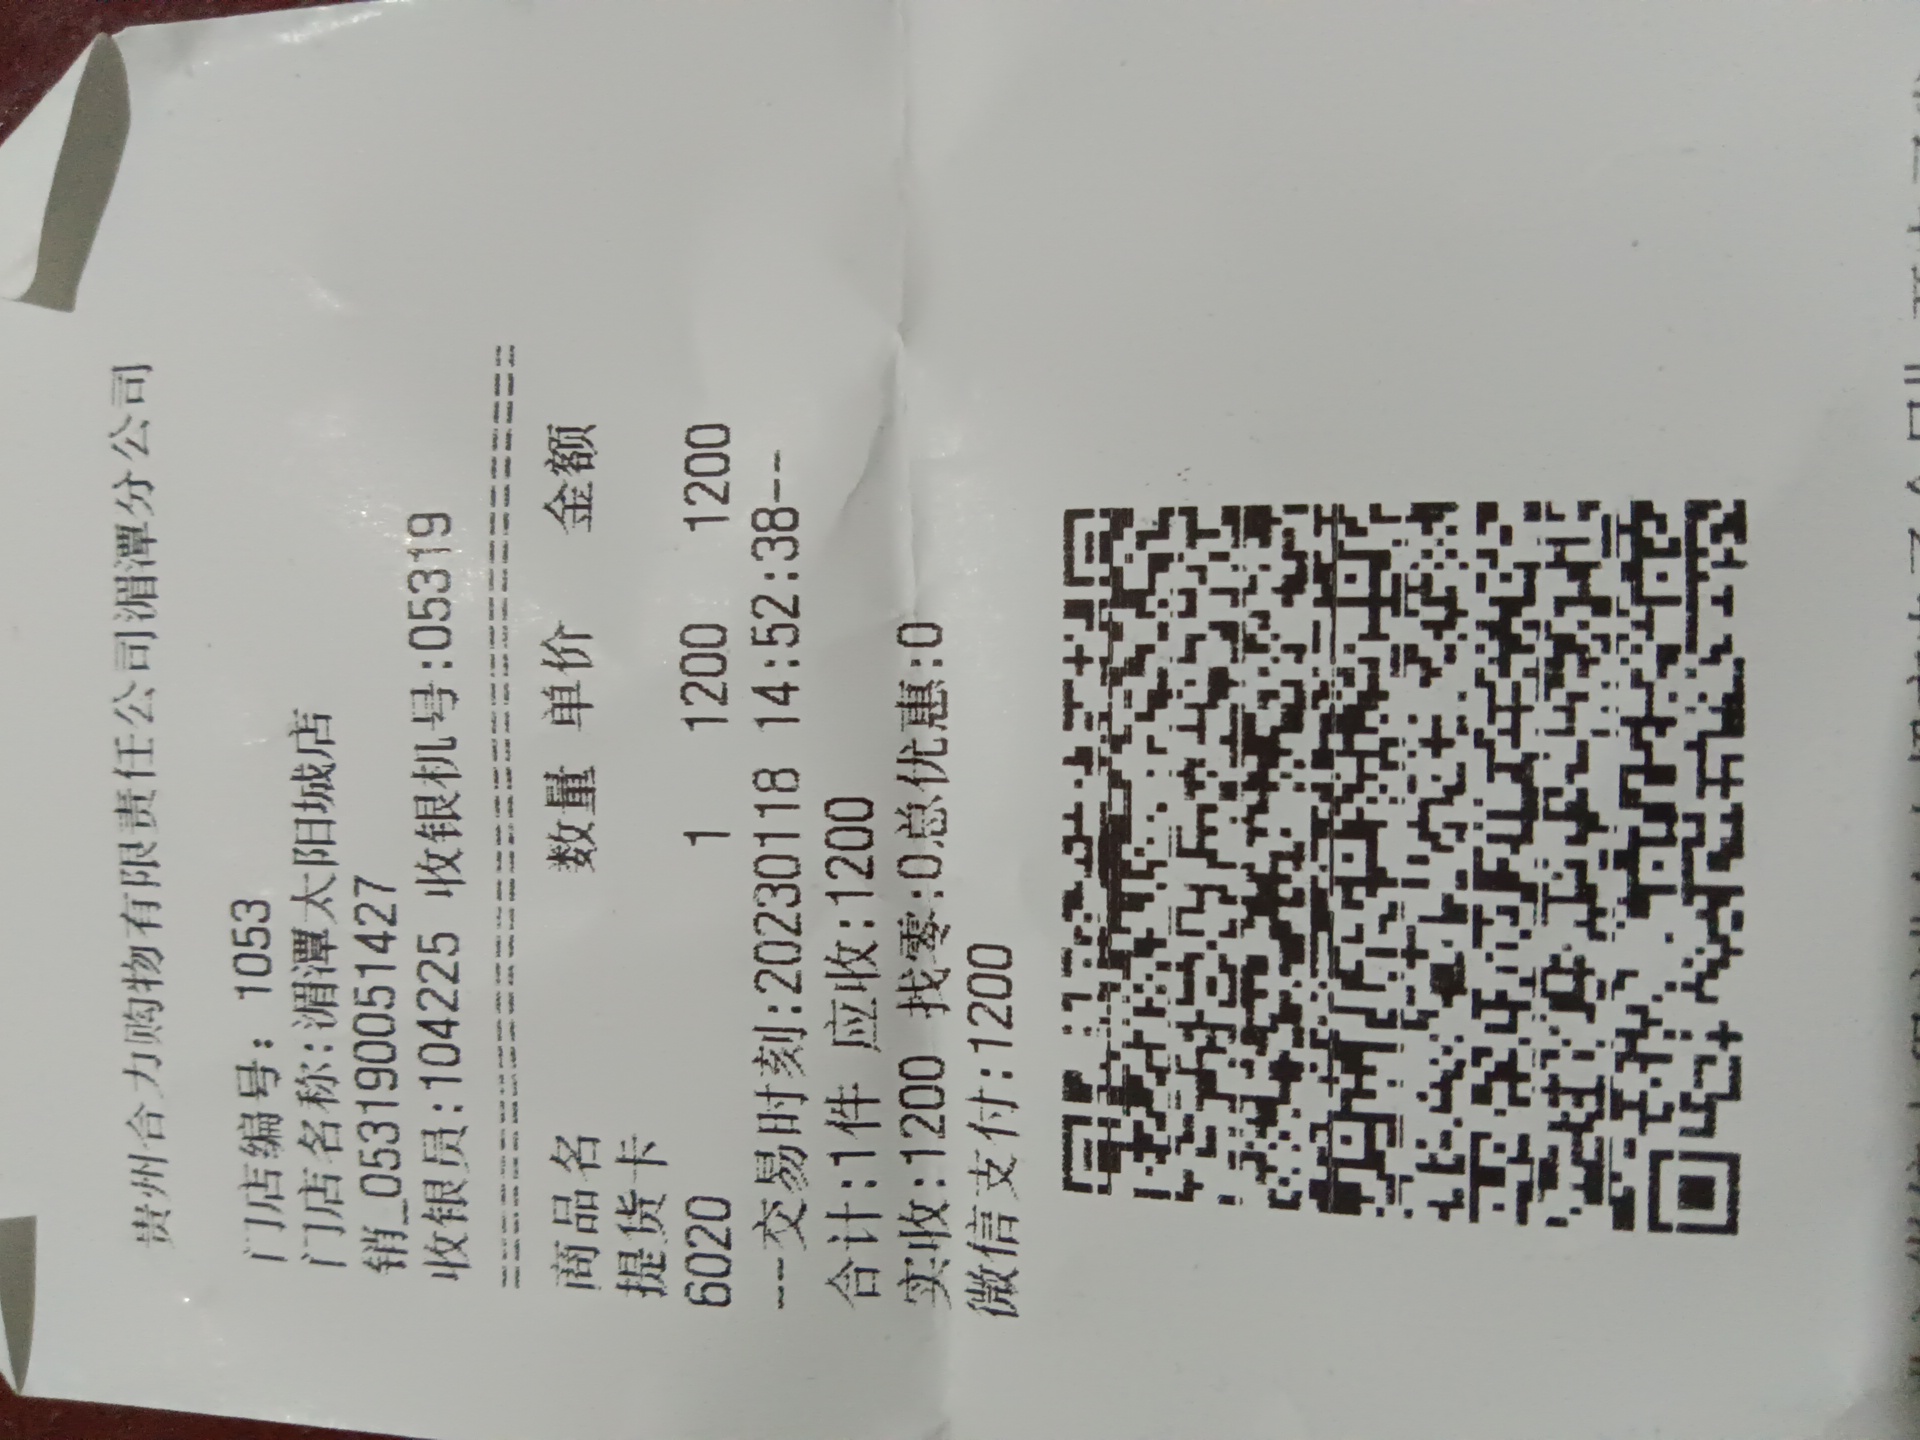 贵州合力购物有限责任公司湄潭分公司
门店编号: 1053
门店名称:湄潭太阳城店
销_053190051427
收银员:104225 收银机号:05319
商品名 数量 单价 金额
提货卡
6020 1 1200 1200
--交易时刻:20230118 14:52:38--
合计:1件 应收:1200
实收:1200 找零:0总优惠:0
微信支付:1200